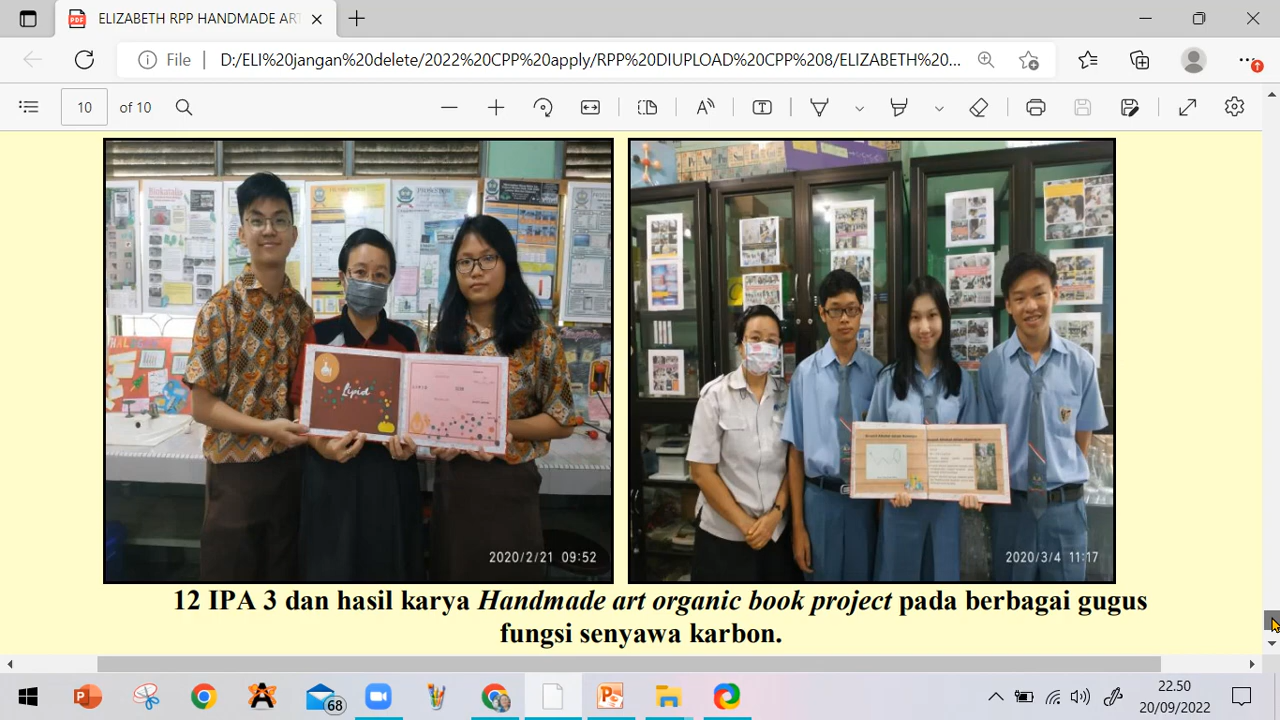 ELIZABETH RPP HANDMADE ART
File
D:/ELI%20jangan%20delete/2022%20CPP%20apply/RPP%20DIUPLOAD%20CPP%208/ELIZABETH%20...
10 of 10
Lipid
2020/2/21 09:52
2020/3/4 11:17
12 IPA 3 dan hasil karya Handmade art organic book project pada berbagai gugus
fungsi senyawa karbon.
68
22.50
20/09/2022